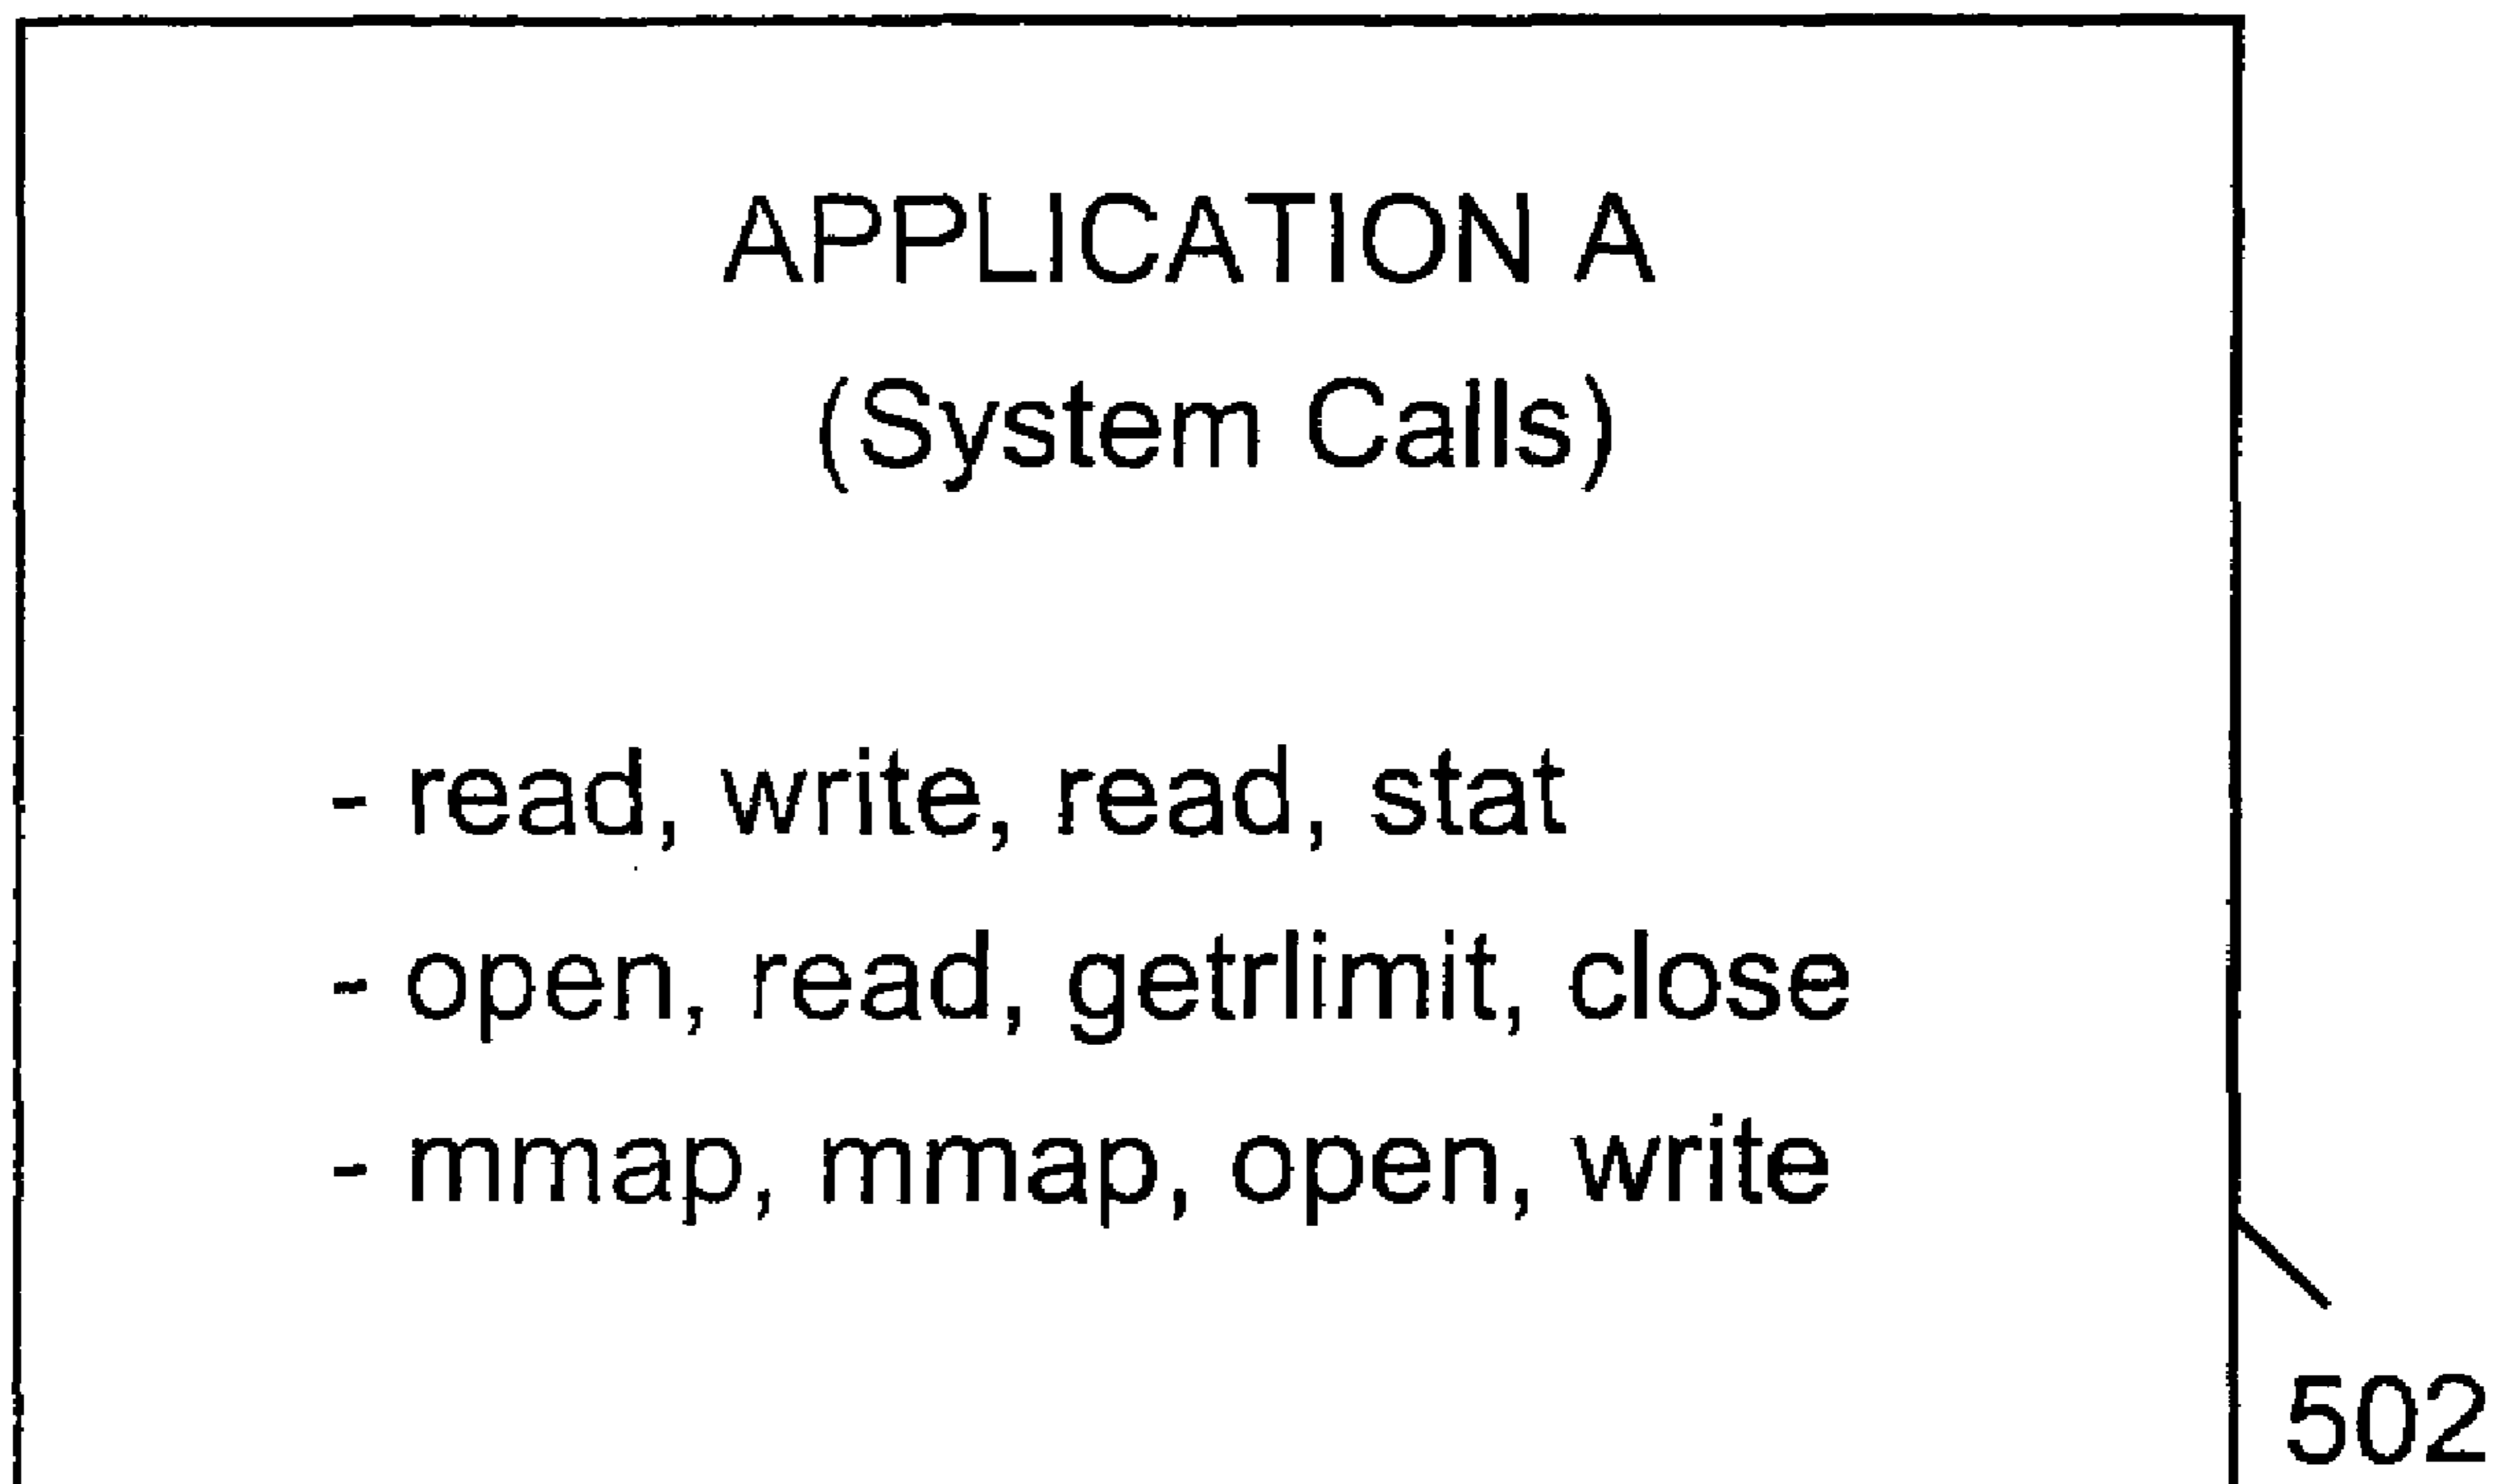 APPLICATION A
(System Calls)
- read, write, read, stat
- open, read, getrlimit, close
- mmap, mmap, open, write
502